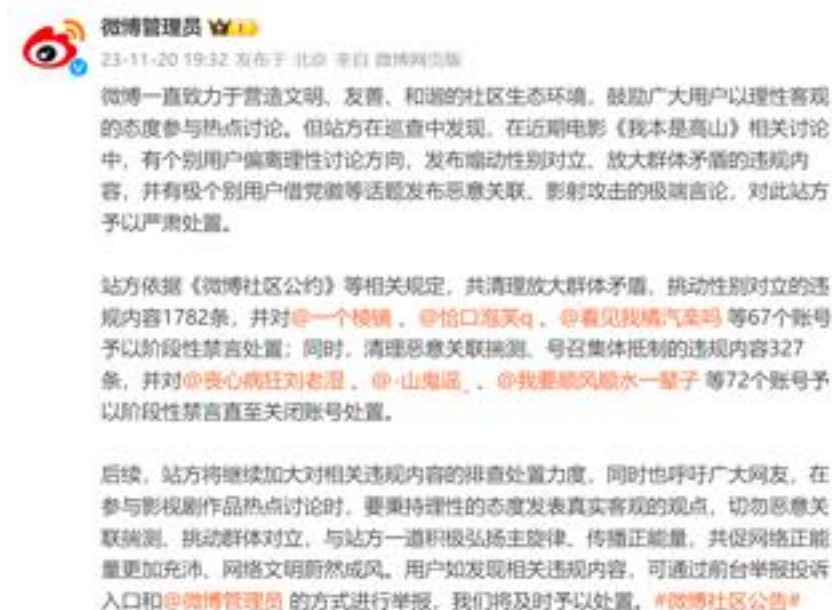 微博管理员
23-11-20 19:32 发布于 北京 来自 微博网页版
微博一直致力于营造文明、友善、和谐的社区生态环境，鼓励广大用户以理性客观
的态度参与热点讨论。但站方在巡查中发现，在近期电影《我本是高山》相关讨论
中，有个别用户偏离理性讨论方向，发布煽动性别对立、放大群体矛盾的违规内
容，并有极个别用户借党徽等话题发布恶意关联、影射攻击的极端言论，对此站方
予以严肃处置。
站方依据《微博社区公约》等相关规定，共清理放大群体矛盾、挑动性别对立的违
规内容1782条，并对@一个棱镜 、@恰口泡芙q 、@看见我橘汽栾吗 等67个账号
予以阶段性禁言处置；同时，清理恶意关联揣测、号召集体抵制的违规内容327
条，并对@丧心病狂刘老湿 、@-山鬼谣_ 、@我要顺风顺水一辈子 等72个账号予
以阶段性禁言直至关闭账号处置。
后续，站方将继续加大对相关违规内容的排查处置力度，同时也呼吁广大网友，在
参与影视剧作品热点讨论时，要秉持理性的态度发表真实客观的观点，切勿恶意关
联揣测、挑动群体对立，与站方一道积极弘扬主旋律、传播正能量，共促网络正能
量更加充沛、网络文明蔚然成风。用户如发现相关违规内容，可通过前台举报投诉
入口和@微博管理员 的方式进行举报，我们将及时予以处置。#微博社区公告#